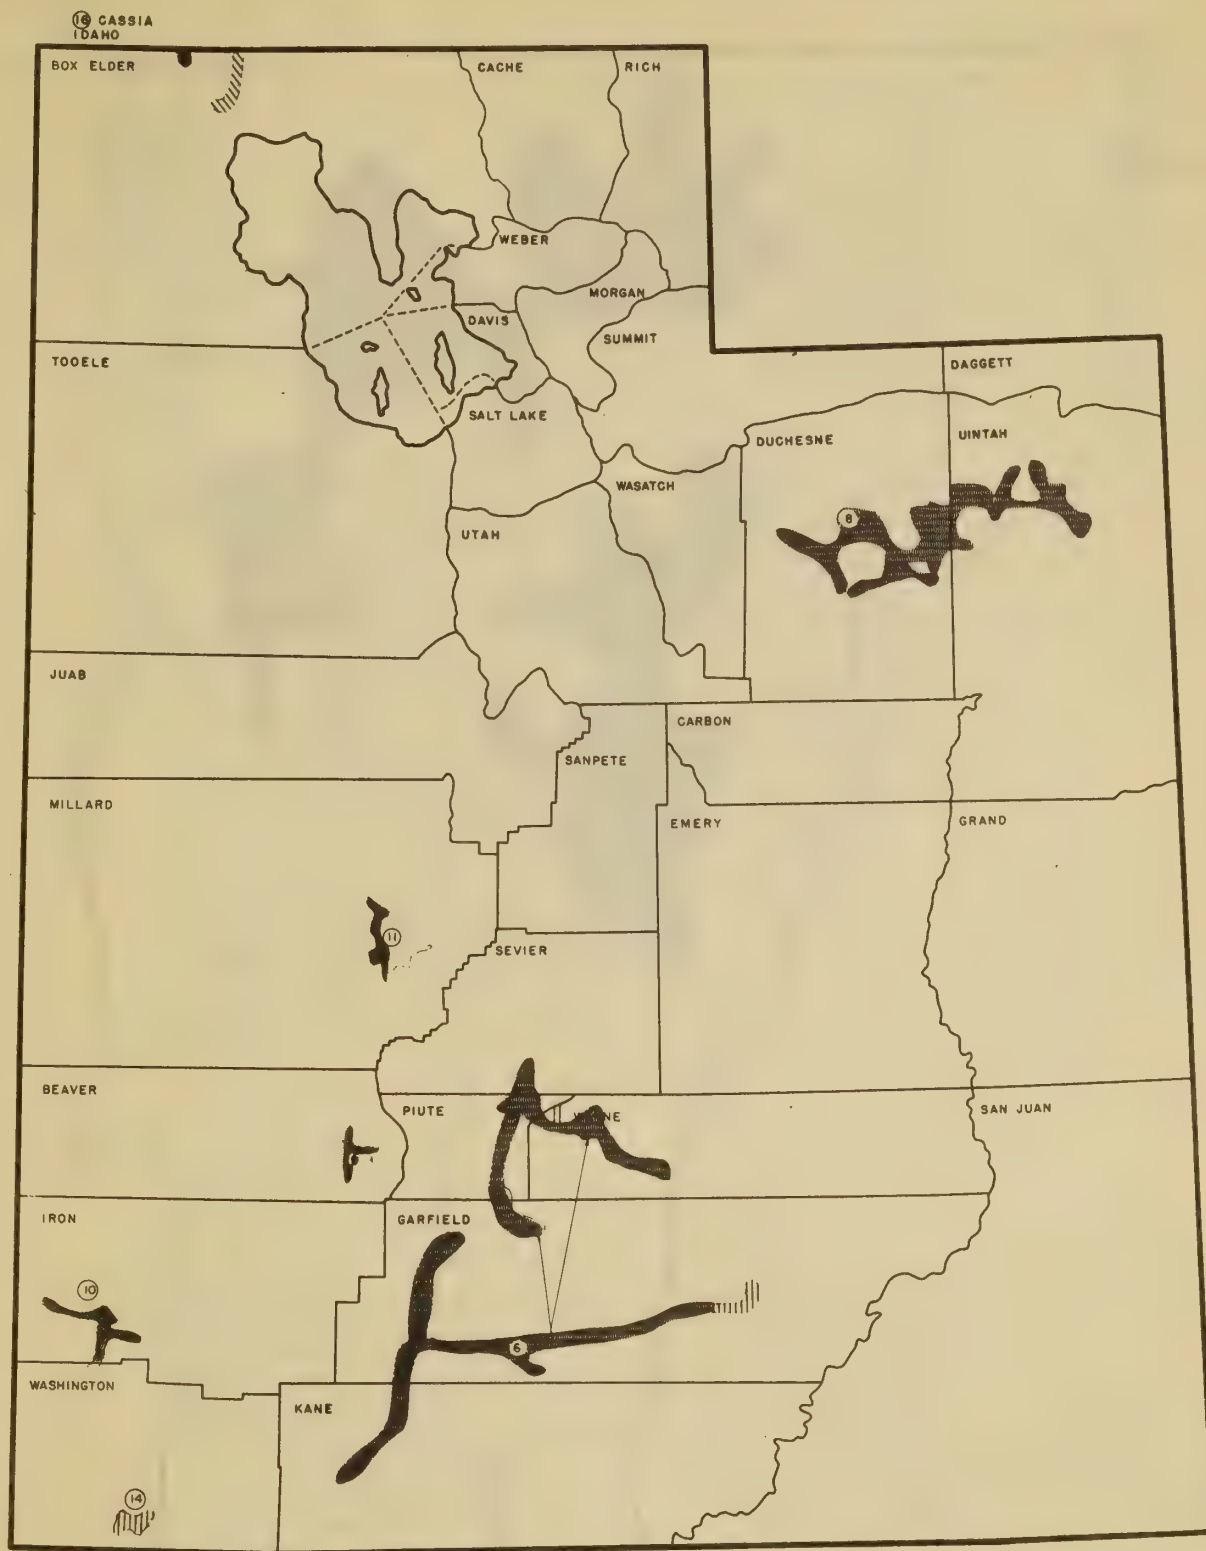 16 CASSIA
IDAHO
BOX ELDER
CACHE
RICH
WEBER
MORGAN
DAVIS
SUMMIT
TOOELE
DAGGETT
SALT LAKE
DUCHESNE
UINTAH
WASATCH
8
UTAH
JUAB
CARBON
SANPETE
MILLARD
EMERY
GRAND
11
SEVIER
BEAVER
PIUTE
SAN JUAN
IRON
GARFIELD
10
6
WASHINGTON
KANE
14